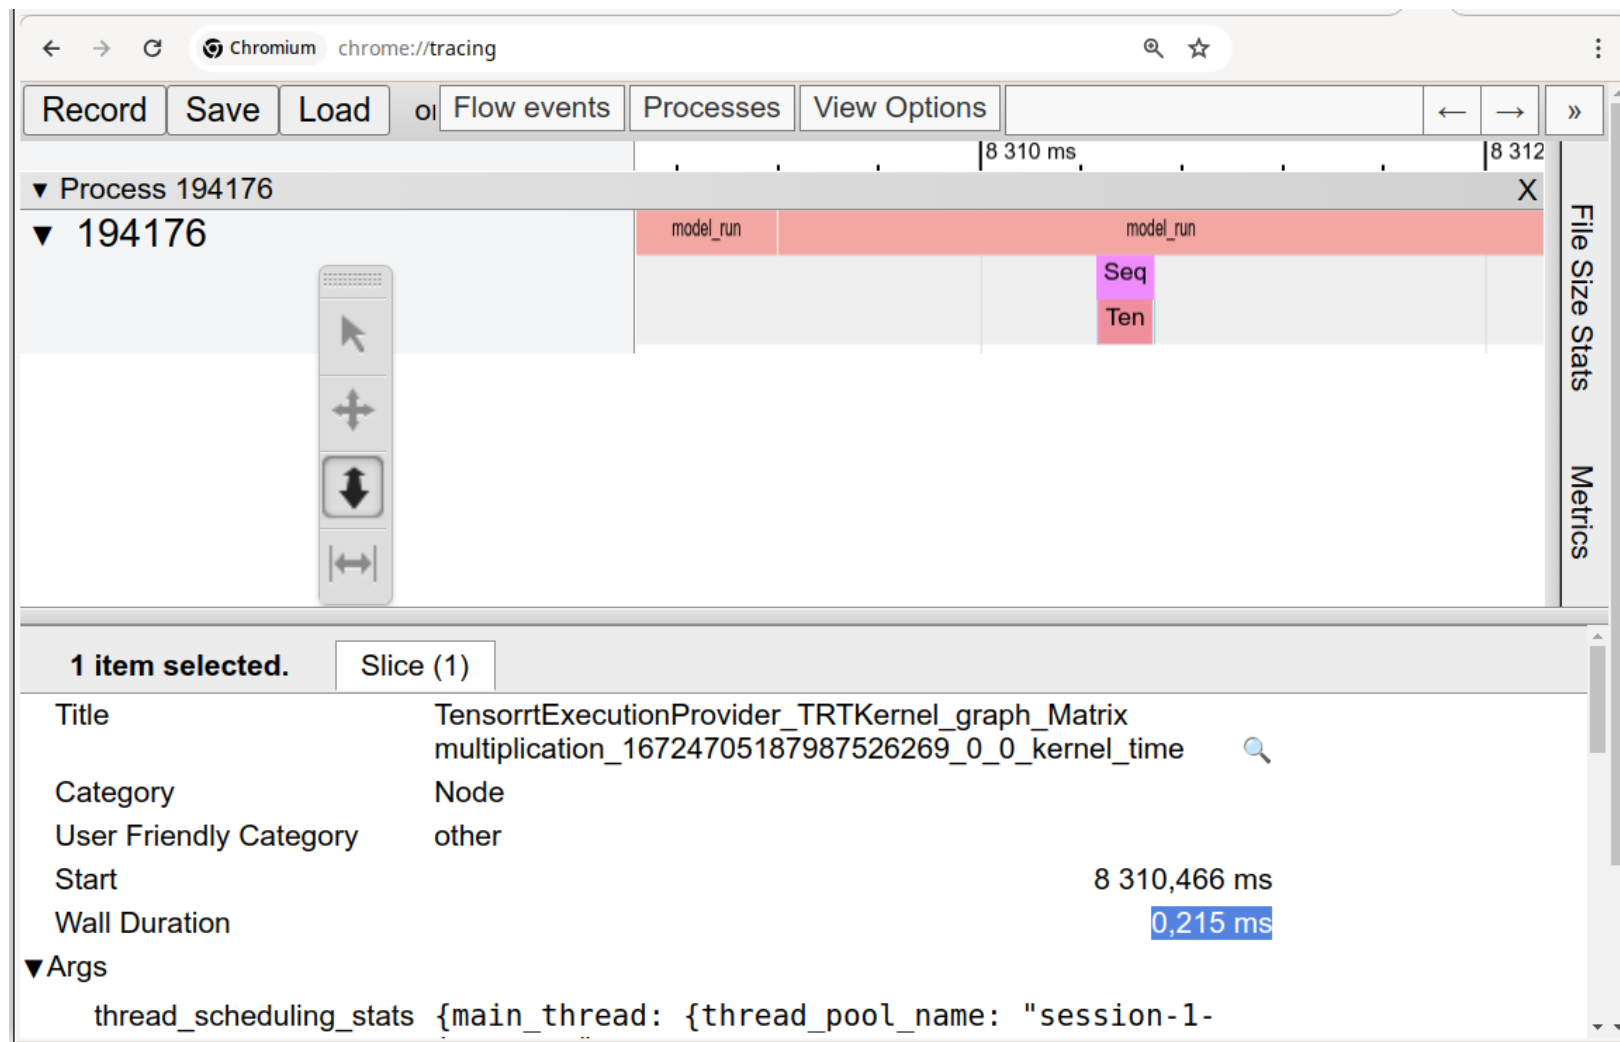 Chromium chrome://tracing
Record Save Load Flow events Processes View Options ← → »
8 310 ms 8 312
Process 194176 X
194176 model_run model_run
Seq
Ten
File Size Stats
Metrics
1 item selected. Slice (1)
Title TensorrtExecutionProvider_TRTKernel_graph_Matrix
multiplication_16724705187987526269_0_0_kernel_time
Category Node
User Friendly Category other
Start 8 310,466 ms
Wall Duration 0,215 ms
Args
thread_scheduling_stats {main_thread: {thread_pool_name: "session-1-